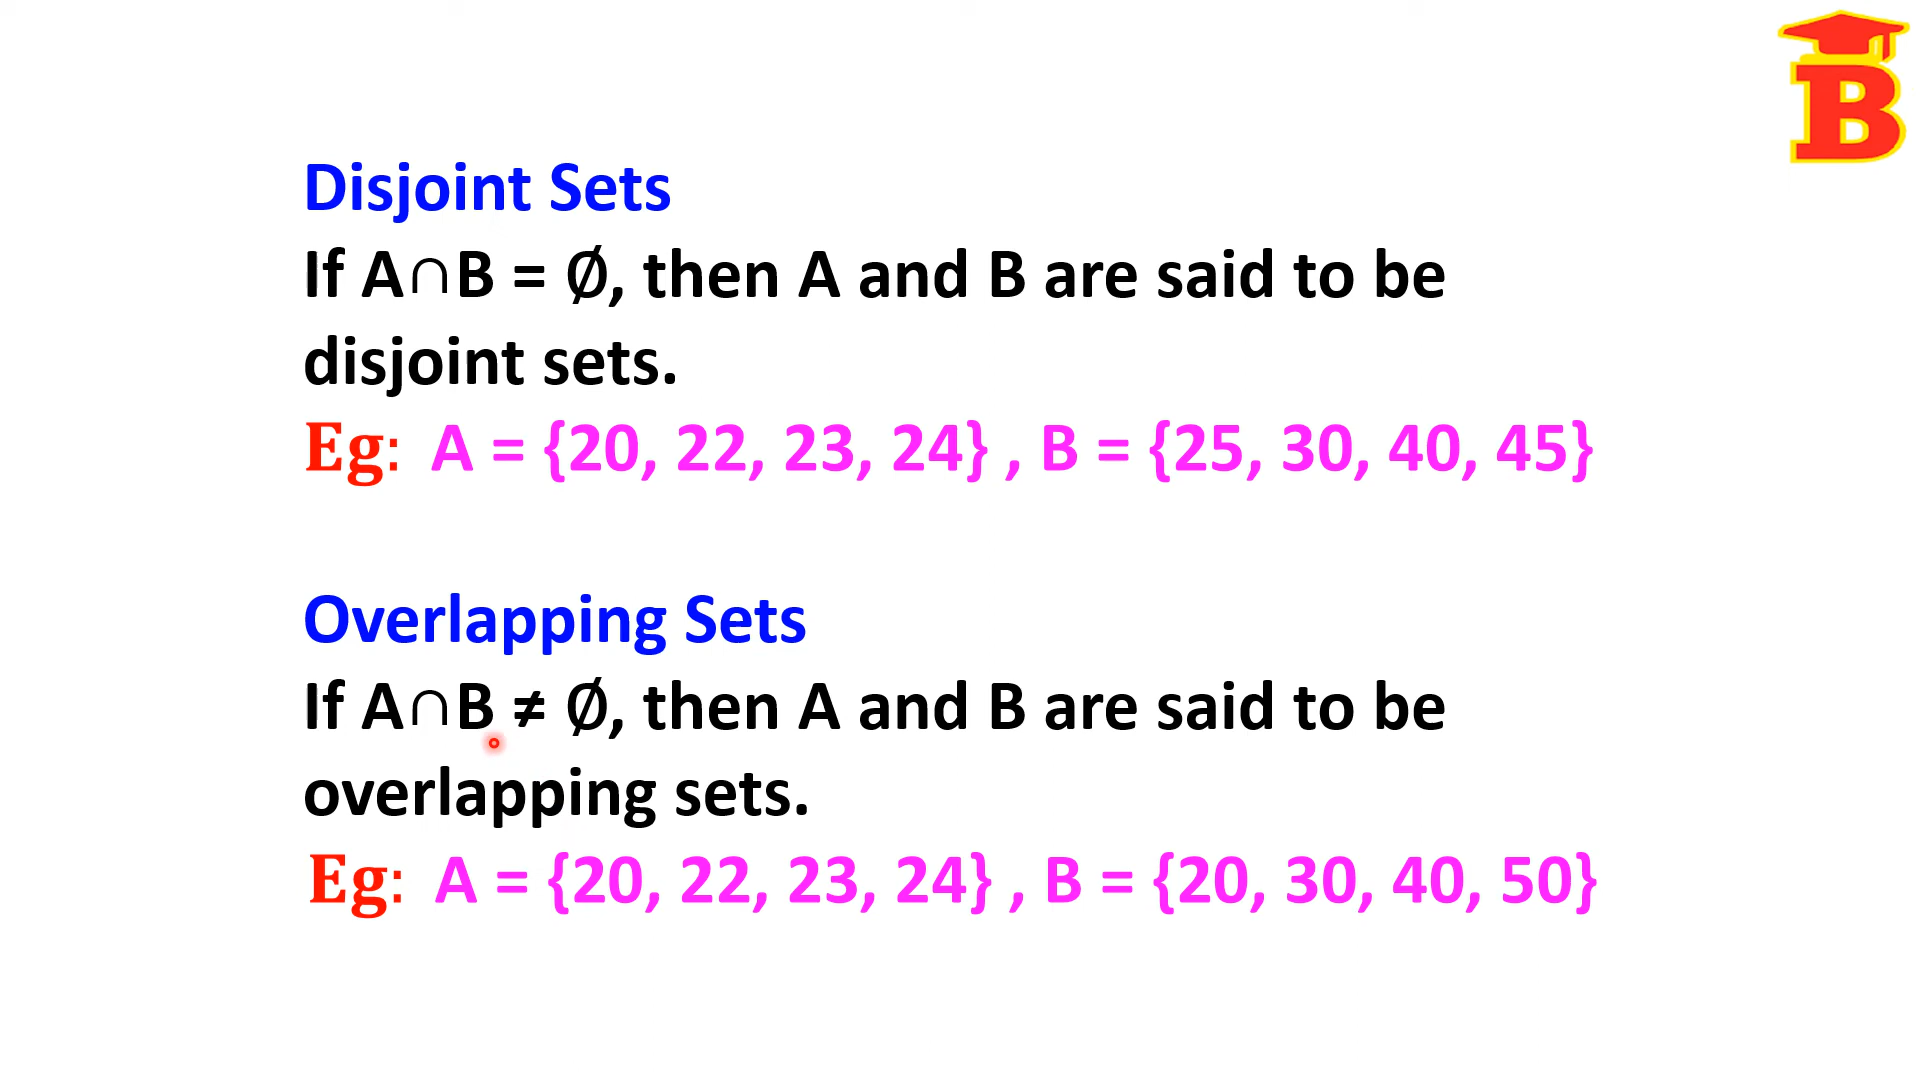 B
Disjoint Sets
If A∩B = ∅, then A and B are said to be
disjoint sets.
Eg: A = {20, 22, 23, 24} , B = {25, 30, 40, 45}
Overlapping Sets
If A∩B ≠ ∅, then A and B are said to be
overlapping sets.
Eg: A = {20, 22, 23, 24} , B = {20, 30, 40, 50}